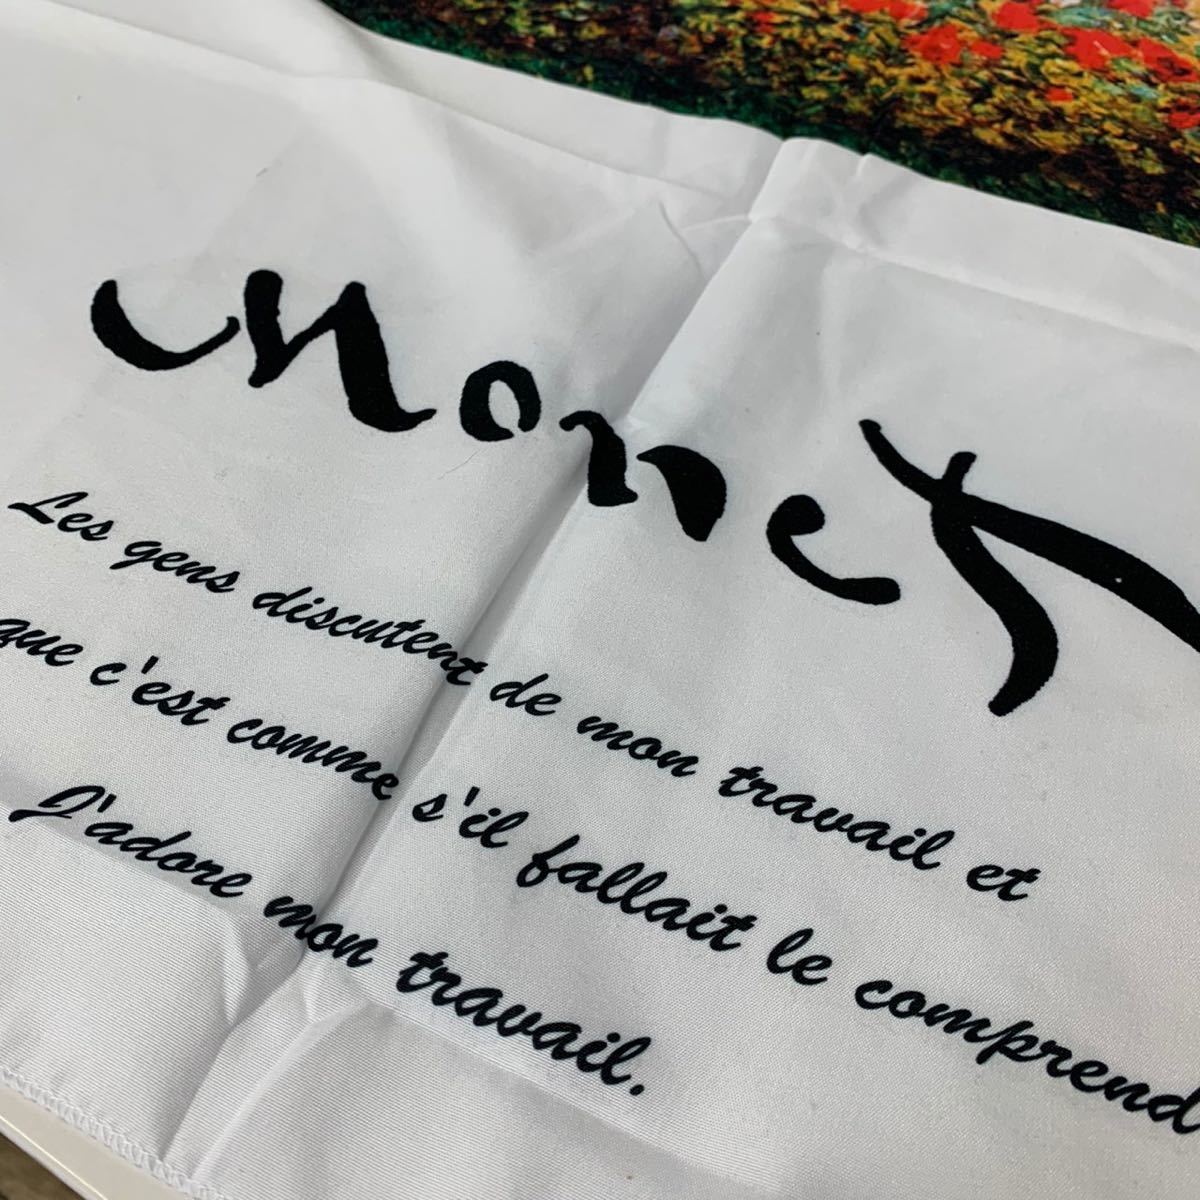 Monet
Les gens discutent de mon travail et
que c'est comme s'il fallait le comprend
J'adore mon travail.